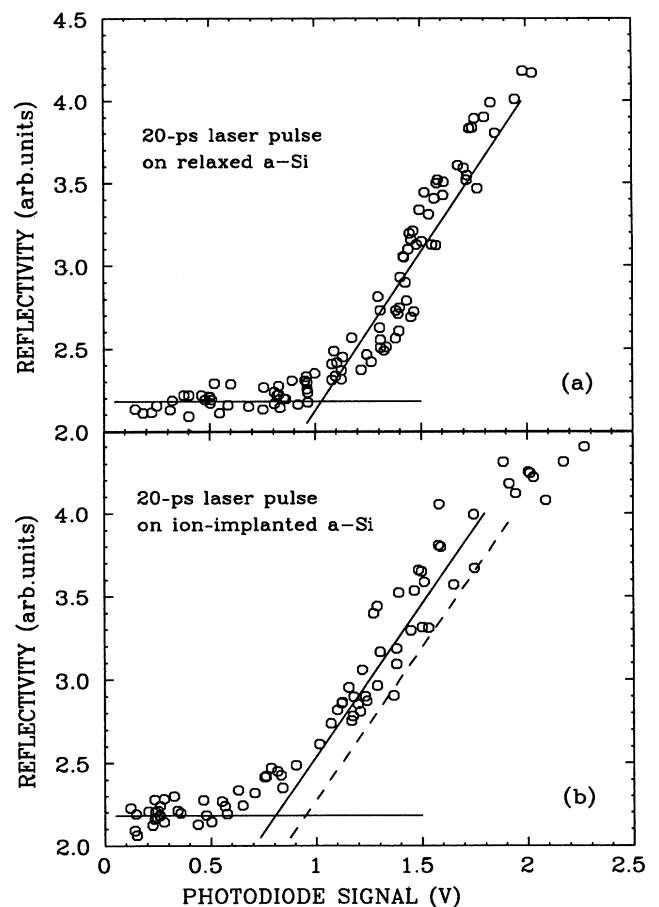 4.5
4.0
3.5
3.0
2.5
2.0
REFLECTIVITY (arb.units)
20-ps laser pulse
on relaxed a-Si
(a)
4.0
3.5
3.0
2.5
2.0
REFLECTIVITY (arb.units)
20-ps laser pulse
on ion-implanted a-Si
(b)
0 0.5 1 1.5 2 2.5
PHOTODIODE SIGNAL (V)